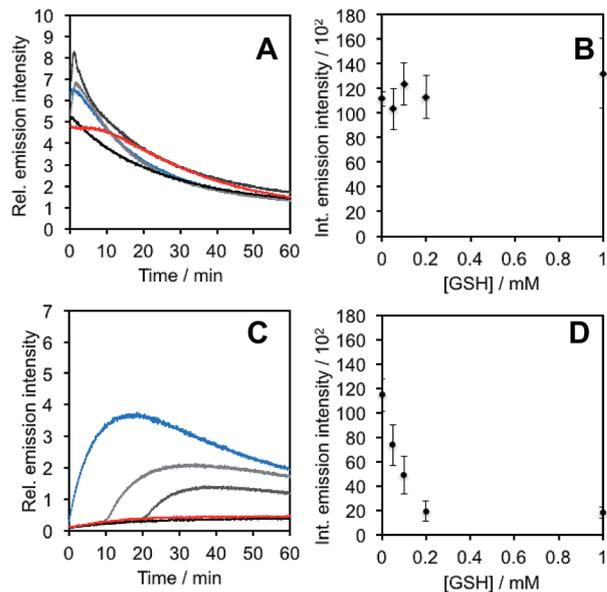 A
Rel. emission intensity
10
9
8
7
6
5
4
3
2
1
0
0 10 20 30 40 50 60
Time / min
B
Int. emission intensity / 10²
180
160
140
120
100
80
60
40
20
0
0 0.2 0.4 0.6 0.8 1
[GSH] / mM
C
Rel. emission intensity
7
6
5
4
3
2
1
0
0 10 20 30 40 50 60
Time / min
D
Int. emission intensity / 10²
180
160
140
120
100
80
60
40
20
0
0 0.2 0.4 0.6 0.8 1
[GSH] / mM